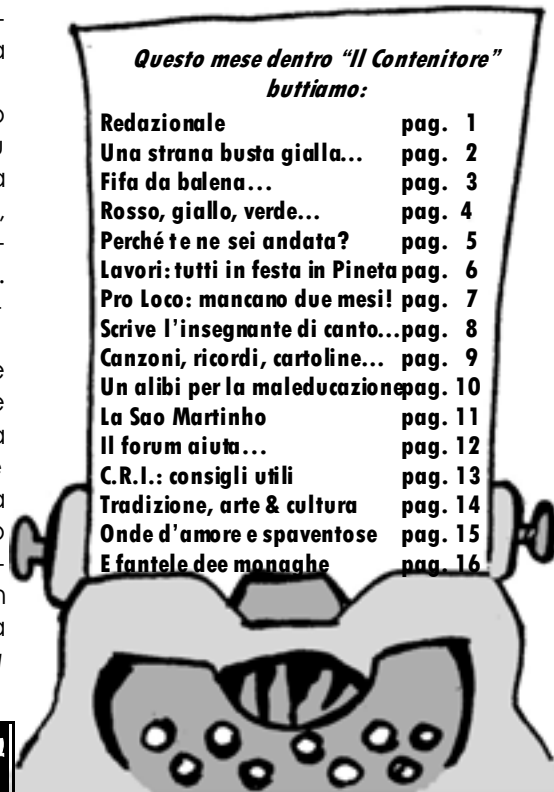 Questo mese dentro “Il Contenitore”
buttiamo:
Redazionale pag. 1
Una strana busta gialla... pag. 2
Fifa da balena... pag. 3
Rosso, giallo, verde... pag. 4
Perché te ne sei andata? pag. 5
Lavori: tutti in festa in Pineta pag. 6
Pro Loco: mancano due mesi! pag. 7
Scrive l’insegnante di canto... pag. 8
Canzoni, ricordi, cartoline... pag. 9
Un alibi per la maleducazione pag. 10
La Sao Martinho pag. 11
Il forum aiuta... pag. 12
C.R.I.: consigli utili pag. 13
Tradizione, arte & cultura pag. 14
Onde d’amore e spaventose pag. 15
E fantele dee monaghe pag. 16